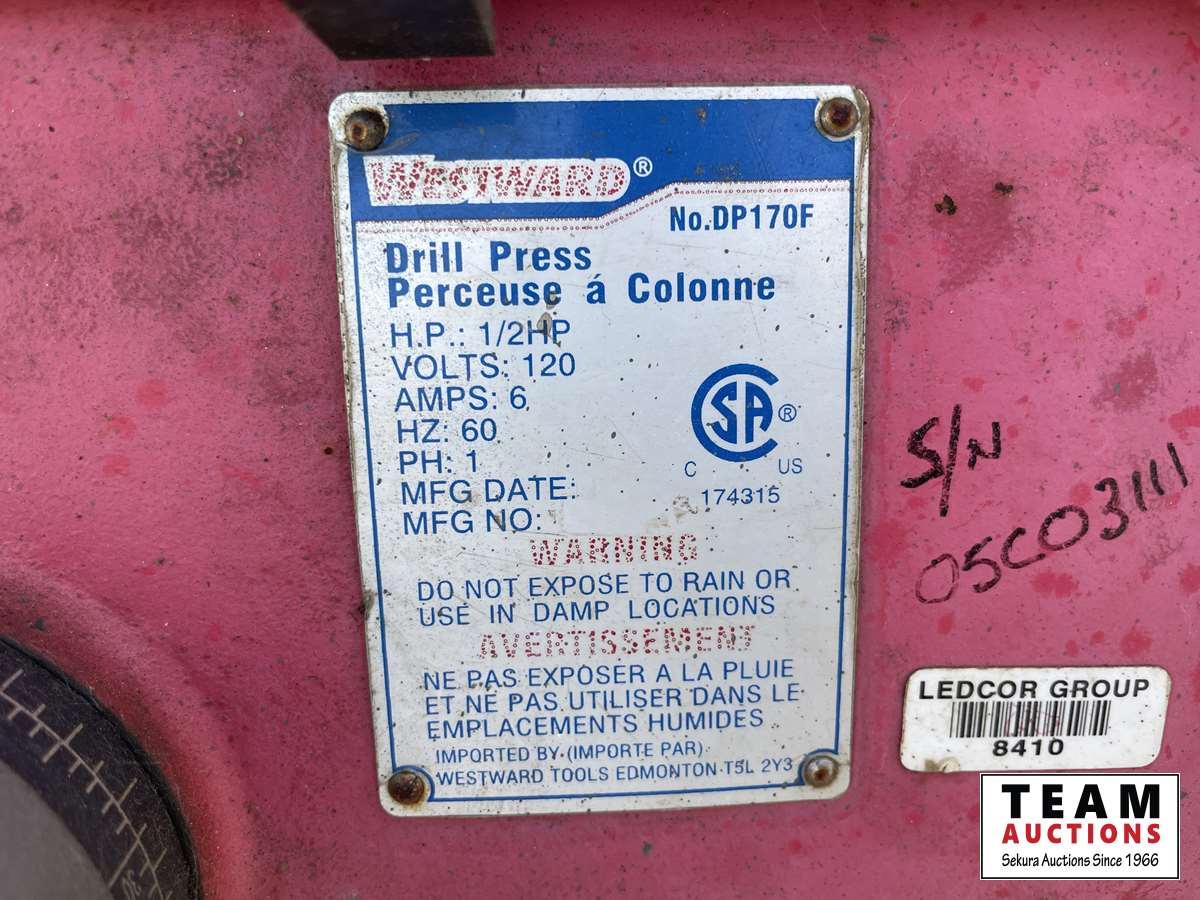 WESTWARD®
No.DP170F
Drill Press
Perceuse á Colonne
H.P.: 1/2HP
VOLTS: 120
AMPS: 6
HZ: 60
PH: 1
MFG DATE:
MFG NO:
CSA®
C US
174315
WARNING
DO NOT EXPOSE TO RAIN OR
USE IN DAMP LOCATIONS
AVERTISSEMENT
NE PAS EXPOSER A LA PLUIE
ET NE PAS UTILISER DANS LE
EMPLACEMENTS HUMIDES
IMPORTED BY (IMPORTE PAR)
WESTWARD TOOLS EDMONTON T5L 2Y3
S/N
05C03111
LEDCOR GROUP
8410
TEAM
AUCTIONS
Sekura Auctions Since 1966